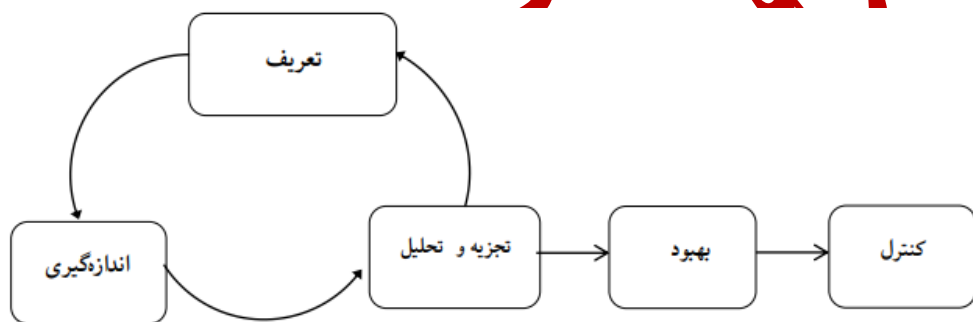 تعریف
اندازه‌گیری
تجزیه و تحلیل
بهبود
کنترل